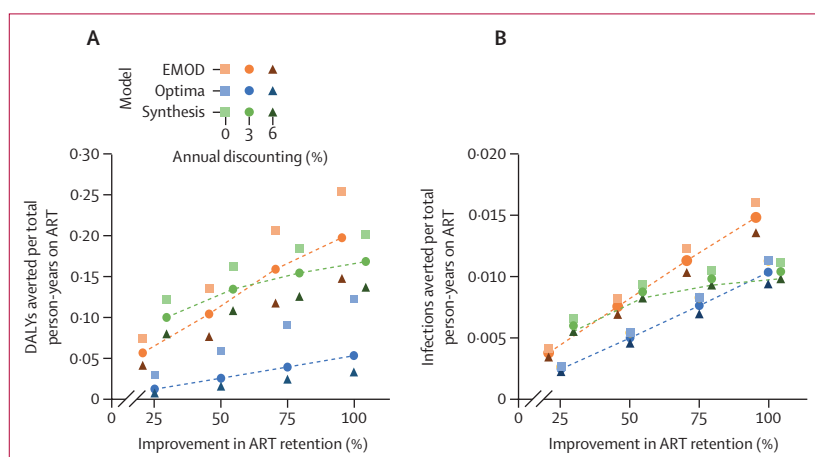 A
Model
EMOD
Optima
Synthesis
0 3 6
Annual discounting (%)
DALYs averted per total
person-years on ART
0·30
0·25
0·20
0·15
0·10
0·05
0
0 25 50 75 100
Improvement in ART retention (%)
B
Infections averted per total
person-years on ART
0·020
0·015
0·010
0·005
0
0 25 50 75 100
Improvement in ART retention (%)